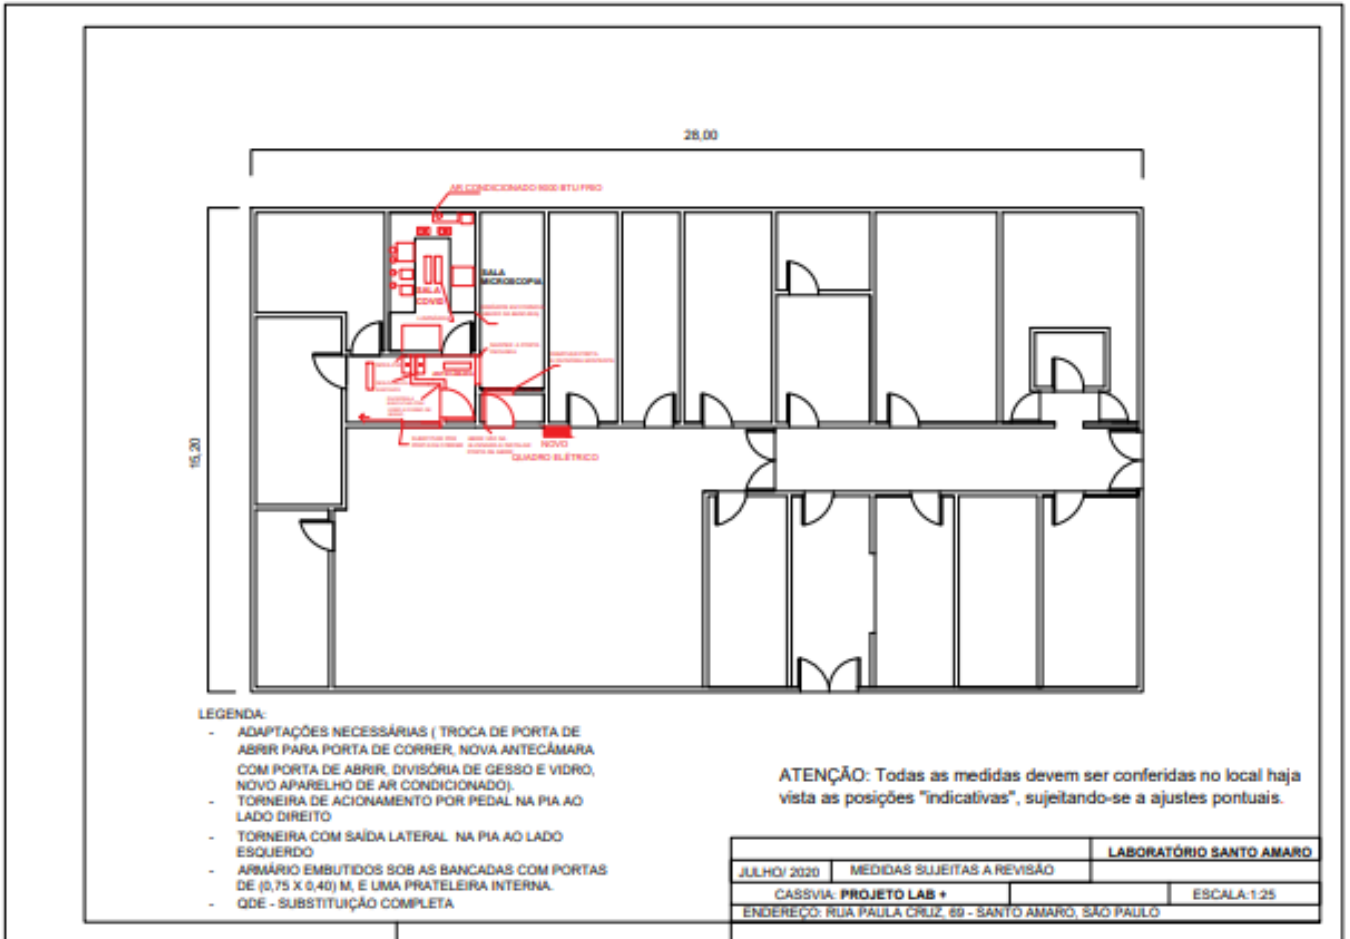 28,00
AR CONDICIONADO 9000 BTU FRIO
SALA
MICROSCOPIA
SALA
COVID
NOVO
QUADRO ELÉTRICO
15,20
LEGENDA:
- ADAPTAÇÕES NECESSÁRIAS ( TROCA DE PORTA DE
ABRIR PARA PORTA DE CORRER, NOVA ANTECÂMARA
COM PORTA DE ABRIR, DIVISÓRIA DE GESSO E VIDRO,
NOVO APARELHO DE AR CONDICIONADO).
- TORNEIRA DE ACIONAMENTO POR PEDAL NA PIA AO
LADO DIREITO
- TORNEIRA COM SAÍDA LATERAL NA PIA AO LADO
ESQUERDO
- ARMÁRIO EMBUTIDOS SOB AS BANCADAS COM PORTAS
DE (0,75 X 0,40) M, E UMA PRATELEIRA INTERNA.
- QDE - SUBSTITUIÇÃO COMPLETA
ATENÇÃO: Todas as medidas devem ser conferidas no local haja
vista as posições "indicativas", sujeitando-se a ajustes pontuais.
LABORATÓRIO SANTO AMARO
JULHO/ 2020 MEDIDAS SUJEITAS A REVISÃO
CASSVIA: PROJETO LAB + ESCALA:1:25
ENDEREÇO: RUA PAULA CRUZ, 69 - SANTO AMARO, SÃO PAULO